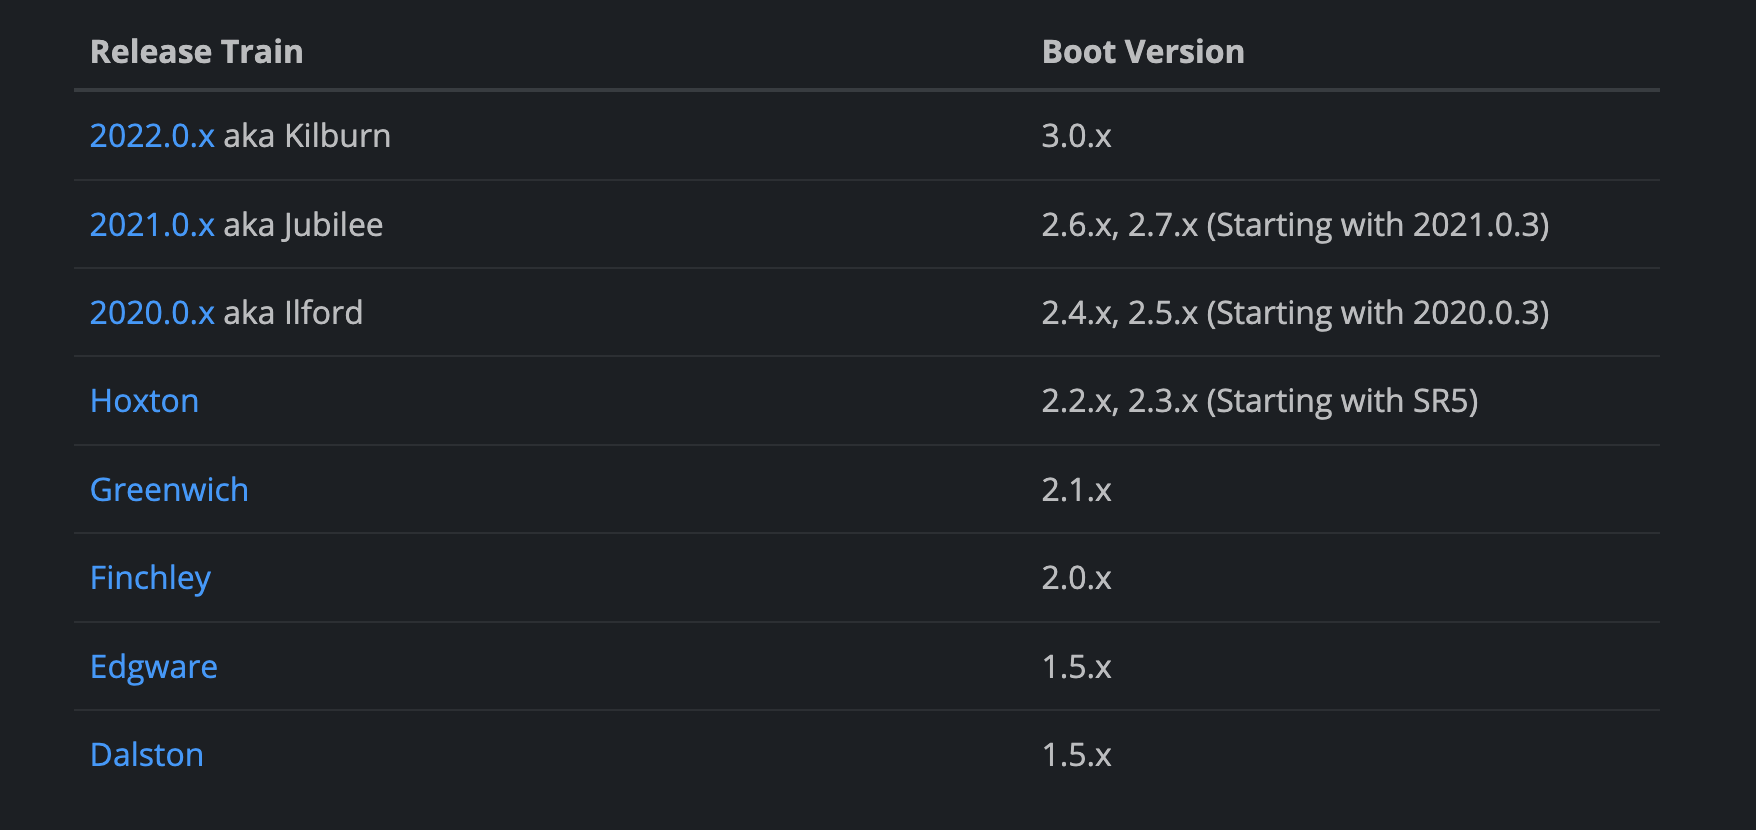 Release Train Boot Version
2022.0.x aka Kilburn 3.0.x
2021.0.x aka Jubilee 2.6.x, 2.7.x (Starting with 2021.0.3)
2020.0.x aka Ilford 2.4.x, 2.5.x (Starting with 2020.0.3)
Hoxton 2.2.x, 2.3.x (Starting with SR5)
Greenwich 2.1.x
Finchley 2.0.x
Edgware 1.5.x
Dalston 1.5.x